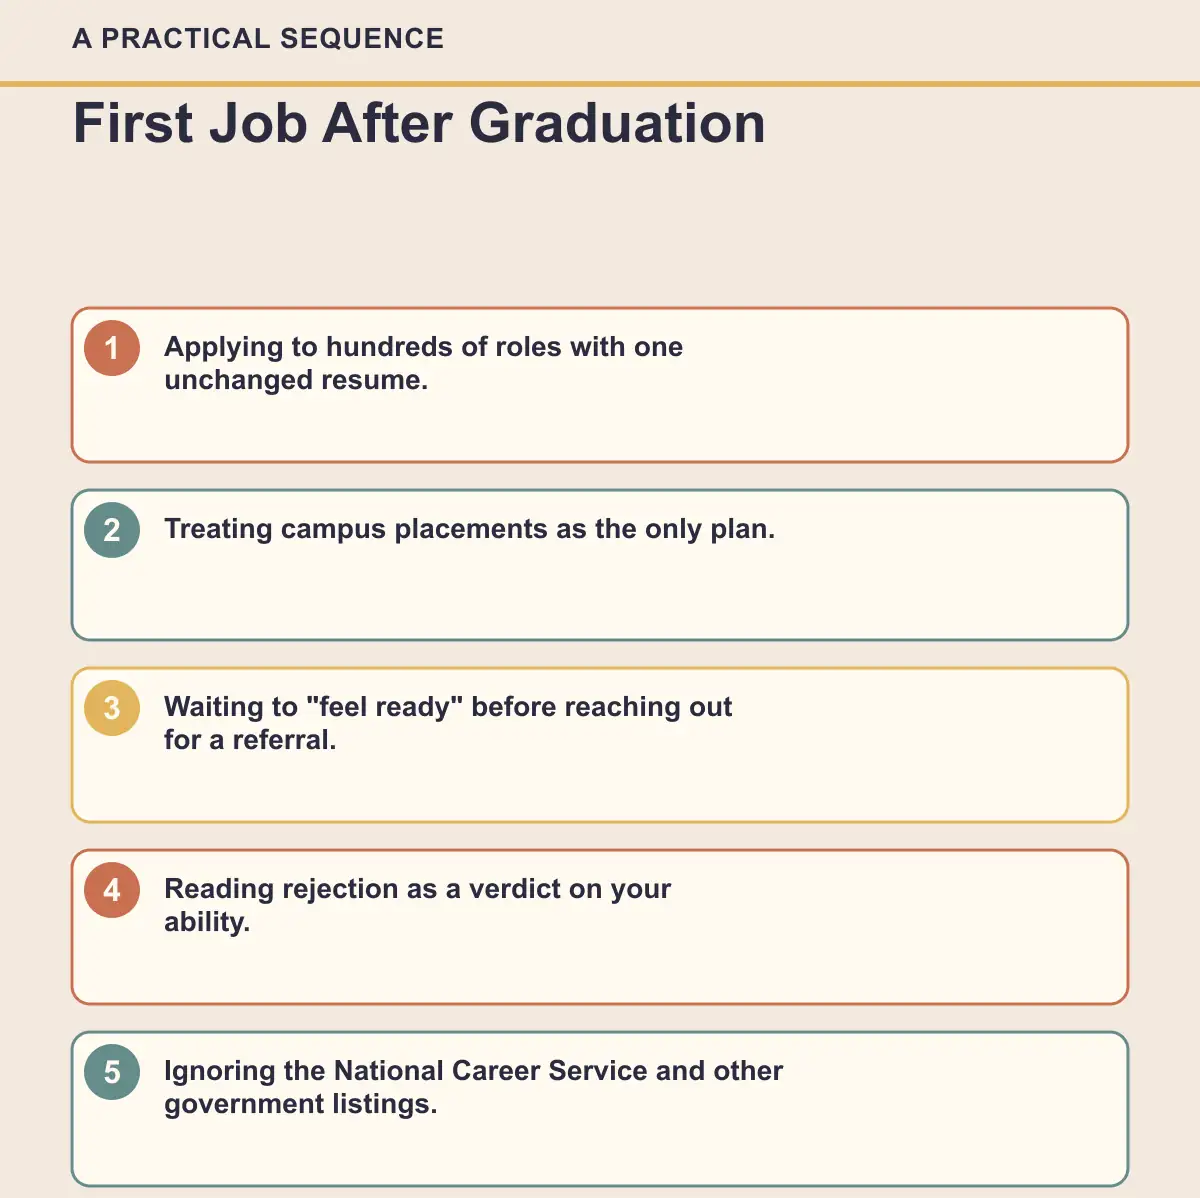 A PRACTICAL SEQUENCE
First Job After Graduation
1
Applying to hundreds of roles with one
unchanged resume.
2
Treating campus placements as the only plan.
3
Waiting to "feel ready" before reaching out
for a referral.
4
Reading rejection as a verdict on your
ability.
5
Ignoring the National Career Service and other
government listings.